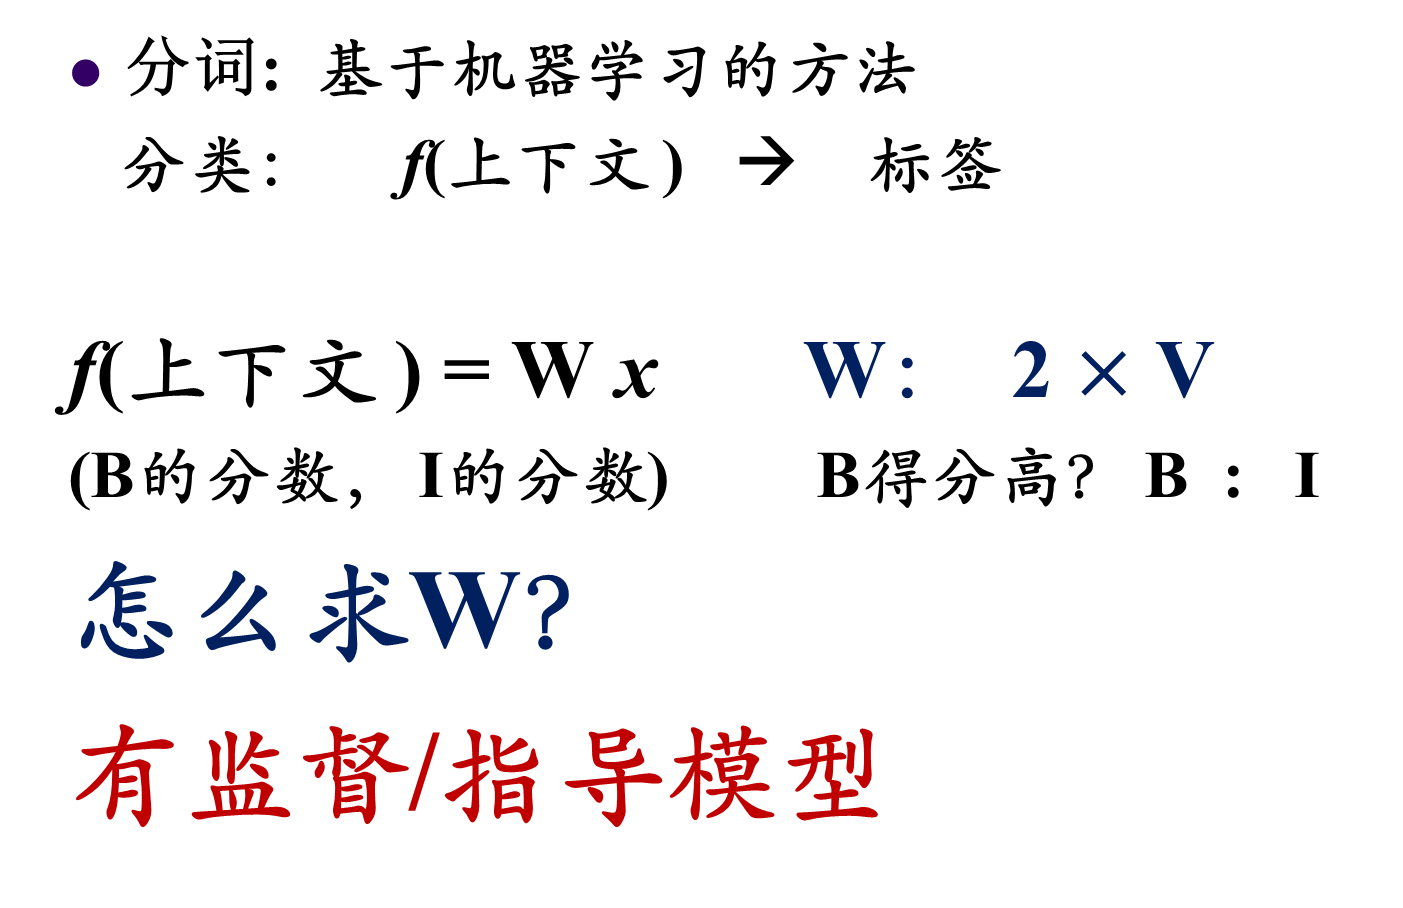 • 分词: 基于机器学习的方法
分类: f(上下文) → 标签
f(上下文) = W x W: 2 × V
(B的分数, I的分数) B得分高? B : I
怎么求W?
有监督/指导模型